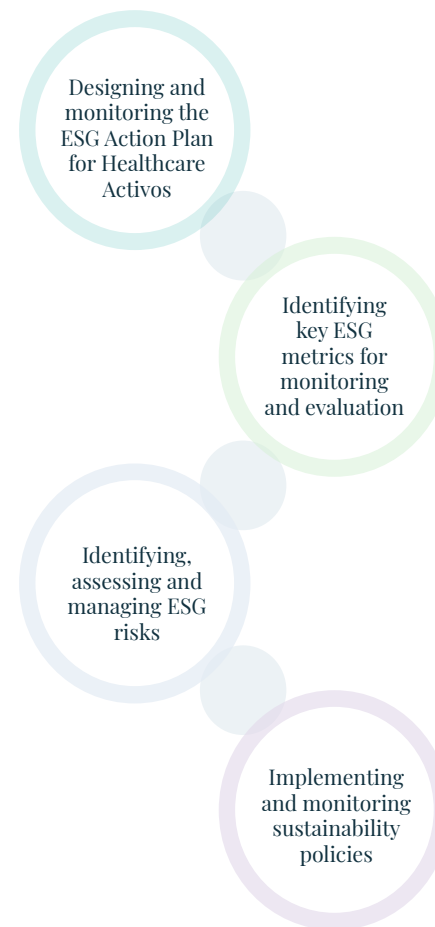 Designing and
monitoring the
ESG Action Plan
for Healthcare
Activos
Identifying
key ESG
metrics for
monitoring
and evaluation
Identifying,
assessing and
managing ESG
risks
Implementing
and monitoring
sustainability
policies